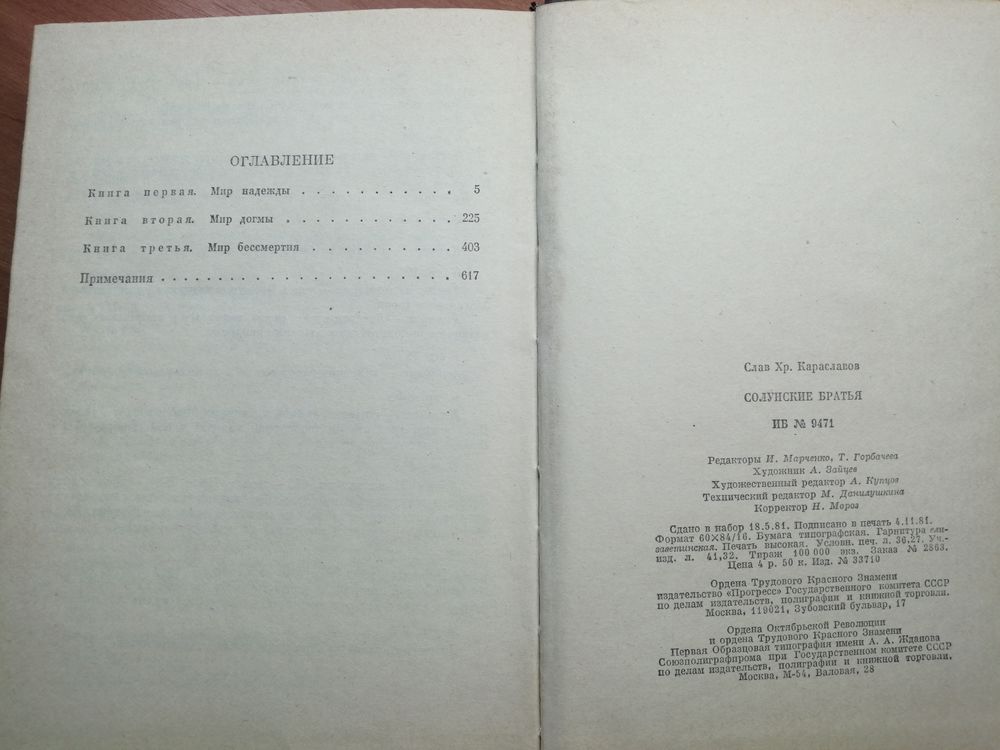 ОГЛАВЛЕНИЕ
Книга первая. Мир надежды . . . . . . . . . . . 5
Книга вторая. Мир догмы . . . . . . . . . . . . 225
Книга третья. Мир бессмертия . . . . . . . . . . 403
Примечания . . . . . . . . . . . . . . . . . . . . . 617
Слав Хр. Караславов
СОЛУНСКИЕ БРАТЬЯ
ИБ № 9471
Редакторы И. Марченко, Т. Горбачева
Художник А. Зайцев
Художественный редактор А. Купцов
Технический редактор М. Данилушкина
Корректор Н. Мороз
Сдано в набор 18.5.81. Подписано в печать 4.11.81.
Формат 60×84/16. Бумага типографская. Гарнитура ели-
заветинская. Печать высокая. Условн. печ. л. 36,27. Уч.-
изд. л. 41,32. Тираж 100 000 экз. Заказ № 2863.
Цена 4 р. 50 к. Изд. № 33710
Ордена Трудового Красного Знамени
издательство «Прогресс» Государственного комитета СССР
по делам издательств, полиграфии и книжной торговли.
Москва, 119021, Зубовский бульвар, 17
Ордена Октябрьской Революции
и ордена Трудового Красного Знамени
Первая Образцовая типография имени А. А. Жданова
Союзполиграфпрома при Государственном комитете СССР
по делам издательств, полиграфии и книжной торговли.
Москва, М-54, Валовая, 28